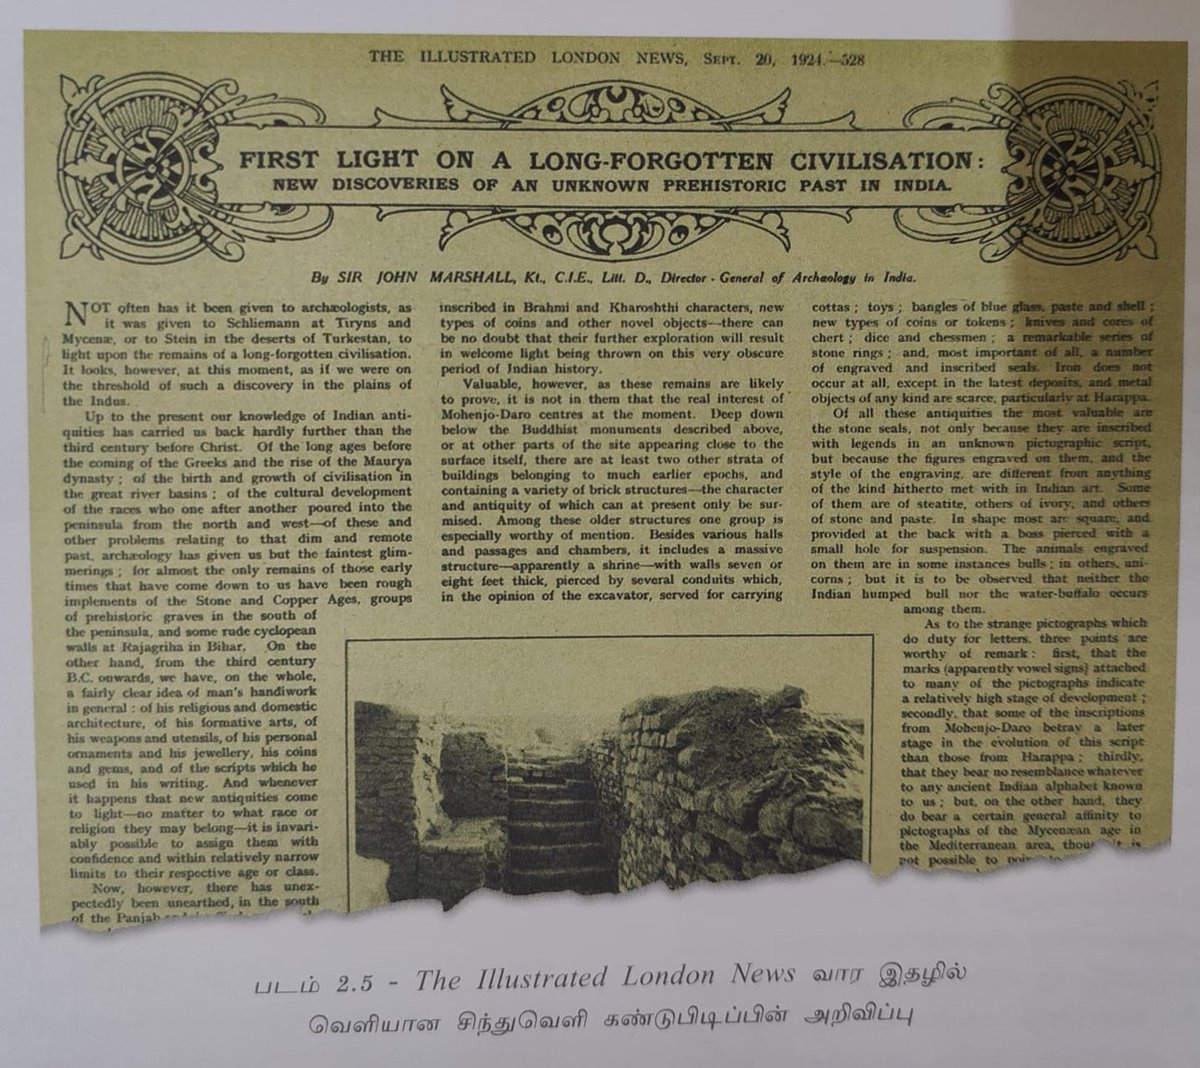 THE ILLUSTRATED LONDON NEWS, SEPT. 20, 1924.—528
FIRST LIGHT ON A LONG-FORGOTTEN CIVILISATION:
NEW DISCOVERIES OF AN UNKNOWN PREHISTORIC PAST IN INDIA.
By SIR JOHN MARSHALL, Kt., C.I.E., Litt. D., Director-General of Archæology in India.
NOT often has it been given to archæologists, as
it was given to Schliemann at Tiryns and
Mycenæ, or to Stein in the deserts of Turkestan, to
light upon the remains of a long-forgotten civilisation.
It looks, however, at this moment, as if we were on
the threshold of such a discovery in the plains of
the Indus.
Up to the present our knowledge of Indian anti-
quities has carried us back hardly further than the
third century before Christ. Of the long ages before
the coming of the Greeks and the rise of the Maurya
dynasty; of the birth and growth of civilisation in
the great river basins; of the cultural development
of the races who one after another poured into the
peninsula from the north and west—of these and
other problems relating to that dim and remote
past, archæology has given us but the faintest glim-
merings; for almost the only remains of those early
times that have come down to us have been rough
implements of the Stone and Copper Ages, groups
of prehistoric graves in the south of
the peninsula, and some rude cyclopean
walls at Rajagriha in Bihar. On the
other hand, from the third century
B.C. onwards, we have, on the whole,
a fairly clear idea of man's handiwork
in general: of his religious and domestic
architecture, of his formative arts, of
his weapons and utensils, of his personal
ornaments and his jewellery, his coins
and gems, and of the scripts which he
used in his writing. And whenever
it happens that new antiquities come
to light—no matter to what race or
religion they may belong—it is invari-
ably possible to assign them with
confidence and within relatively narrow
limits to their respective age or class.
Now, however, there has unex-
pectedly been unearthed, in the south
of the Panjab
inscribed in Brahmi and Kharoshthi characters, new
types of coins and other novel objects—there can
be no doubt that their further exploration will result
in welcome light being thrown on this very obscure
period of Indian history.
Valuable, however, as these remains are likely
to prove, it is not in them that the real interest of
Mohenjo-Daro centres at the moment. Deep down
below the Buddhist monuments described above,
or at other parts of the site appearing close to the
surface itself, there are at least two other strata of
buildings belonging to much earlier epochs, and
containing a variety of brick structures—the character
and antiquity of which can at present only be sur-
mised. Among these older structures one group is
especially worthy of mention. Besides various halls
and passages and chambers, it includes a massive
structure—apparently a shrine—with walls seven or
eight feet thick, pierced by several conduits which,
in the opinion of the excavator, served for carrying
cottas; toys; bangles of blue glass, paste and shell;
new types of coins or tokens; knives and cores of
chert; dice and chessmen; a remarkable series of
stone rings; and, most important of all, a number
of engraved and inscribed seals. Iron does not
occur at all, except in the latest deposits, and metal
objects of any kind are scarce, particularly at Harappa.
Of all these antiquities the most valuable are
the stone seals, not only because they are inscribed
with legends in an unknown pictographic script,
but because the figures engraved on them, and the
style of the engraving, are different from anything
of the kind hitherto met with in Indian art. Some
of them are of steatite, others of ivory, and others
of stone and paste. In shape most are square, and
provided at the back with a boss pierced with a
small hole for suspension. The animals engraved
on them are in some instances bulls; in others, uni-
corns; but it is to be observed that neither the
Indian humped bull nor the water-buffalo occurs
among them.
As to the strange pictographs which
do duty for letters, three points are
worthy of remark: first, that the
marks (apparently vowel signs) attached
to many of the pictographs indicate
a relatively high stage of development;
secondly, that some of the inscriptions
from Mohenjo-Daro betray a later
stage in the evolution of this script
than those from Harappa; thirdly,
that they bear no resemblance whatever
to any ancient Indian alphabet known
to us; but, on the other hand, they
do bear a certain general affinity to
pictographs of the Mycenæan age in
the Mediterranean area, though it is
not possible to
படம் 2.5 - The Illustrated London News வார இதழில்
வெளியான சிந்துவெளி கண்டுபிடிப்பின் அறிவிப்பு